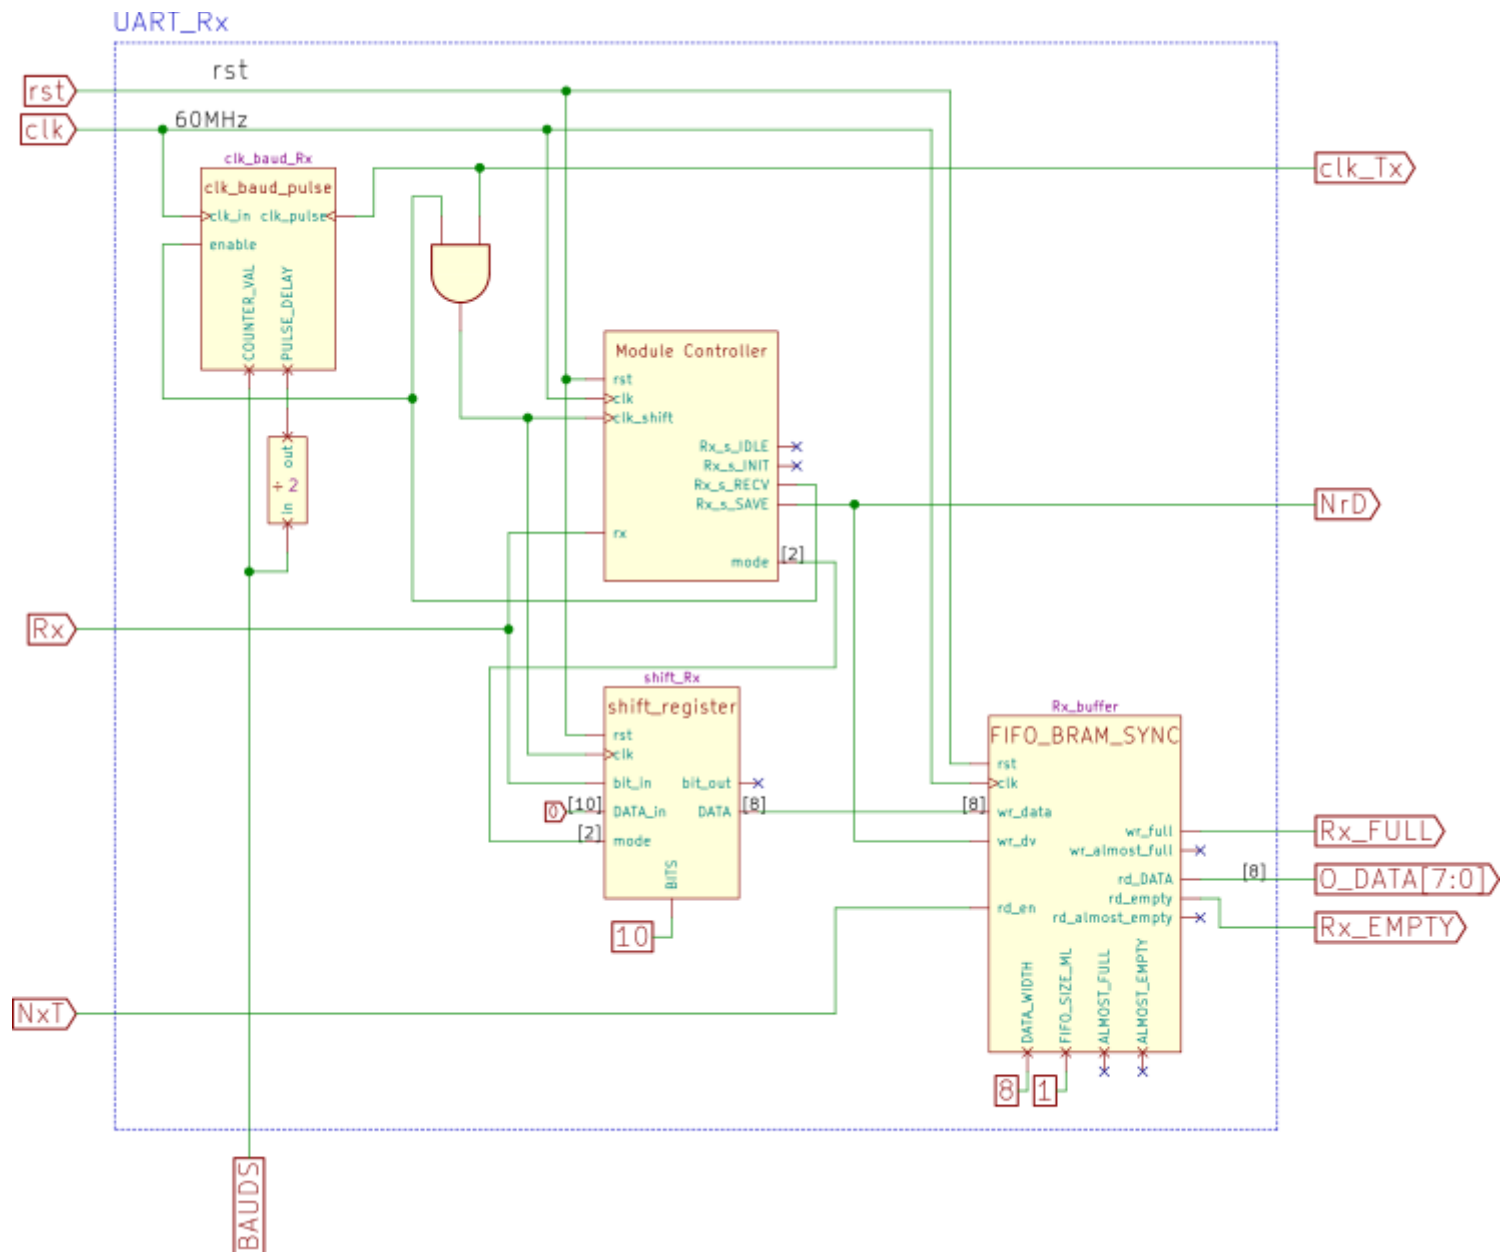 UART_Rx
rst
rst
clk
60MHz
clk_baud_Rx
clk_baud_pulse
clk_in clk_pulse
enable
COUNTER_VAL
PULSE_DELAY
clk_Tx
out
÷2
in
Module Controller
rst
clk
clk_shift
Rx_s_IDLE
Rx_s_INIT
Rx_s_RECV
Rx_s_SAVE
rx
mode
[2]
NrD
Rx
shift_Rx
shift_register
rst
clk
bit_in bit_out
0
[10]
DATA_in DATA
[8]
[2]
mode
BITS
10
Rx_buffer
FIFO_BRAM_SYNC
rst
clk
[8]
wr_data
wr_full
wr_dv
wr_almost_full
rd_DATA
[8]
rd_empty
rd_en
rd_almost_empty
DATA_WIDTH
FIFO_SIZE_ML
ALMOST_FULL
ALMOST_EMPTY
8
1
Rx_FULL
O_DATA[7:0]
Rx_EMPTY
NxT
BAUDS